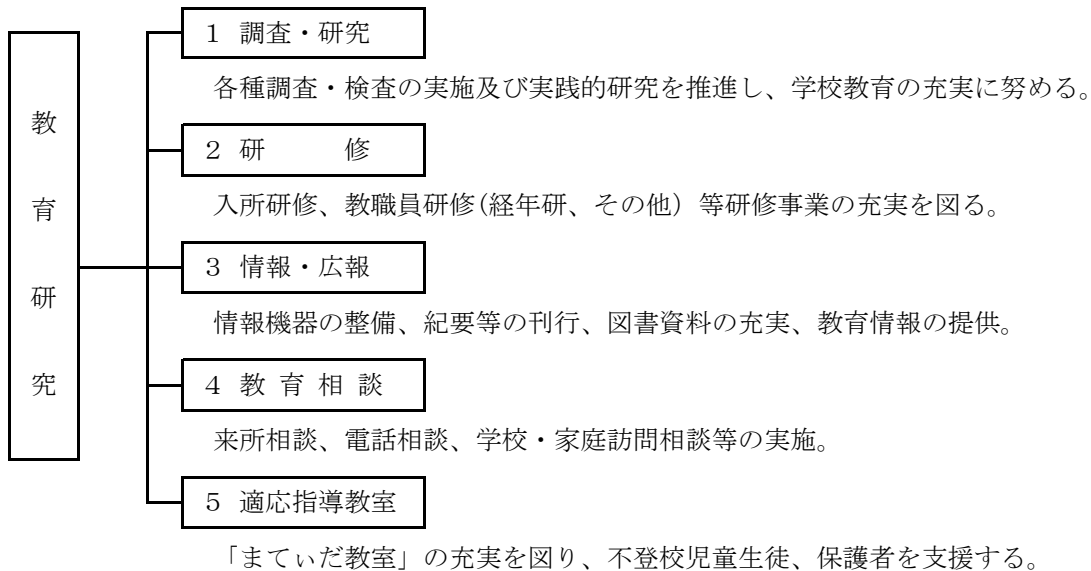 教育研究
1 調査・研究
各種調査・検査の実施及び実践的研究を推進し、学校教育の充実に努める。
2 研　　修
入所研修、教職員研修(経年研、その他) 等研修事業の充実を図る。
3 情報・広報
情報機器の整備、紀要等の刊行、図書資料の充実、教育情報の提供。
4 教 育 相 談
来所相談、電話相談、学校・家庭訪問相談等の実施。
5 適応指導教室
「まてぃだ教室」の充実を図り、不登校児童生徒、保護者を支援する。